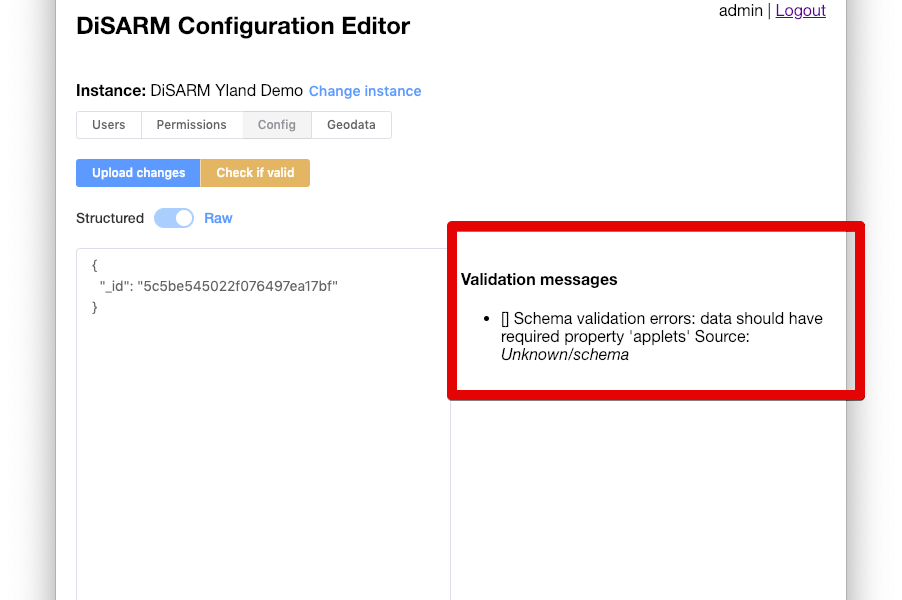 DiSARM Configuration Editor
admin | Logout
Instance: DiSARM Yland Demo Change instance
Users Permissions Config Geodata
Upload changes Check if valid
Structured Raw
{
"_id": "5c5be545022f076497ea17bf"
}
Validation messages
• [] Schema validation errors: data should have
required property 'applets' Source:
Unknown/schema